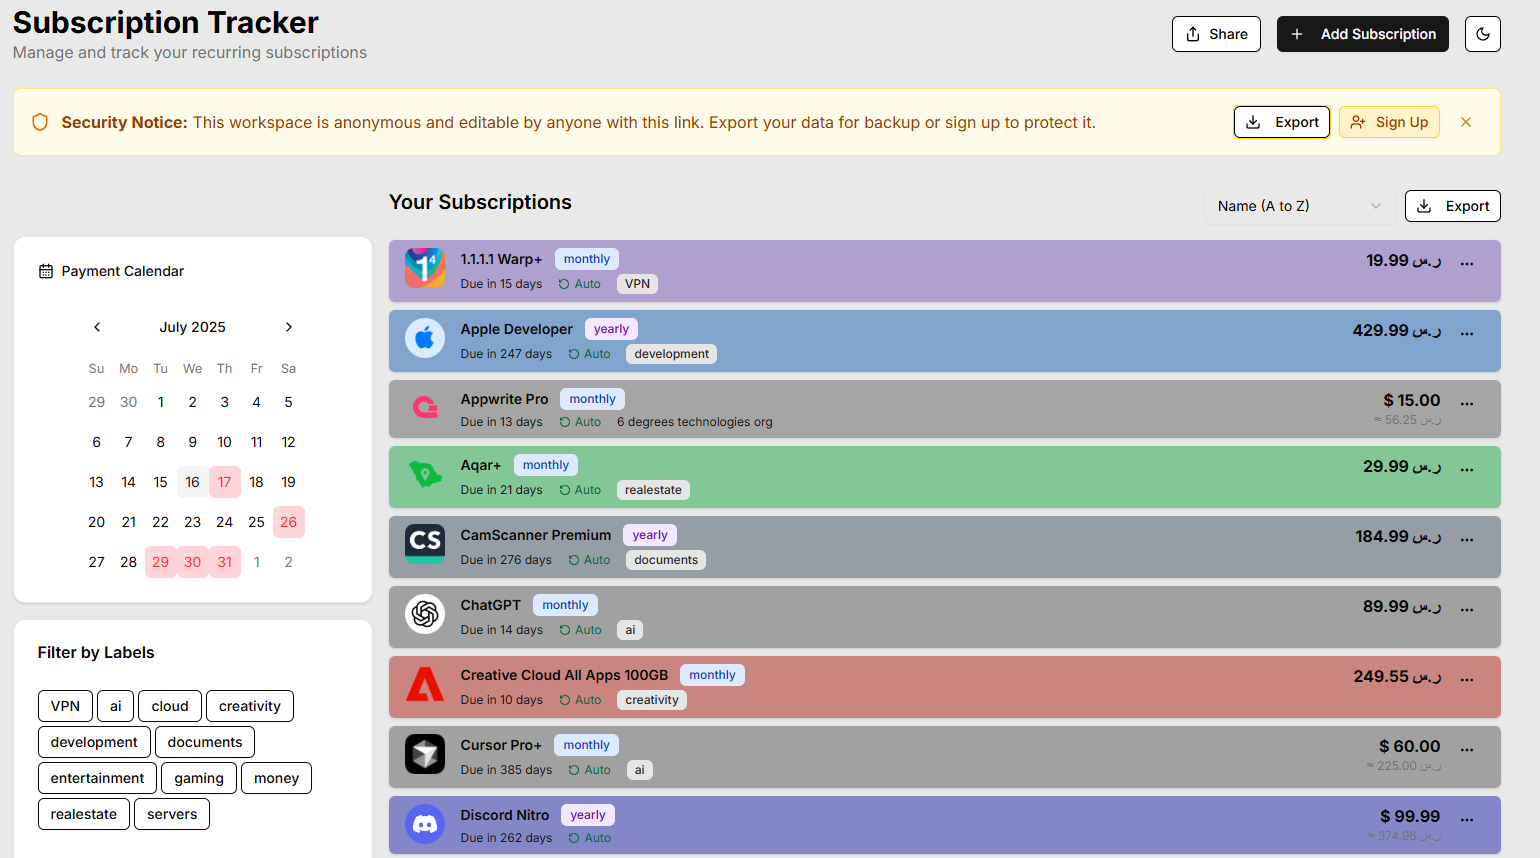 Subscription Tracker
Manage and track your recurring subscriptions
Share
Add Subscription
Security Notice: This workspace is anonymous and editable by anyone with this link. Export your data for backup or sign up to protect it.
Export
Sign Up
Your Subscriptions
Name (A to Z)
Export
Payment Calendar
July 2025
Su Mo Tu We Th Fr Sa
29 30 1 2 3 4 5
6 7 8 9 10 11 12
13 14 15 16 17 18 19
20 21 22 23 24 25 26
27 28 29 30 31 1 2
Filter by Labels
VPN ai cloud creativity
development documents
entertainment gaming money
realestate servers
1.1.1.1 Warp+ monthly
19.99 ر.س
Due in 15 days Auto VPN
Apple Developer yearly
429.99 ر.س
Due in 247 days Auto development
Appwrite Pro monthly
$ 15.00
Due in 13 days Auto 6 degrees technologies org
≈ 56.25 ر.س
Aqar+ monthly
29.99 ر.س
Due in 21 days Auto realestate
CS
CamScanner Premium yearly
184.99 ر.س
Due in 276 days Auto documents
ChatGPT monthly
89.99 ر.س
Due in 14 days Auto ai
Creative Cloud All Apps 100GB monthly
249.55 ر.س
Due in 10 days Auto creativity
Cursor Pro+ monthly
$ 60.00
Due in 385 days Auto ai
≈ 225.00 ر.س
Discord Nitro yearly
$ 99.99
Due in 262 days Auto
≈ 374.96 ر.س